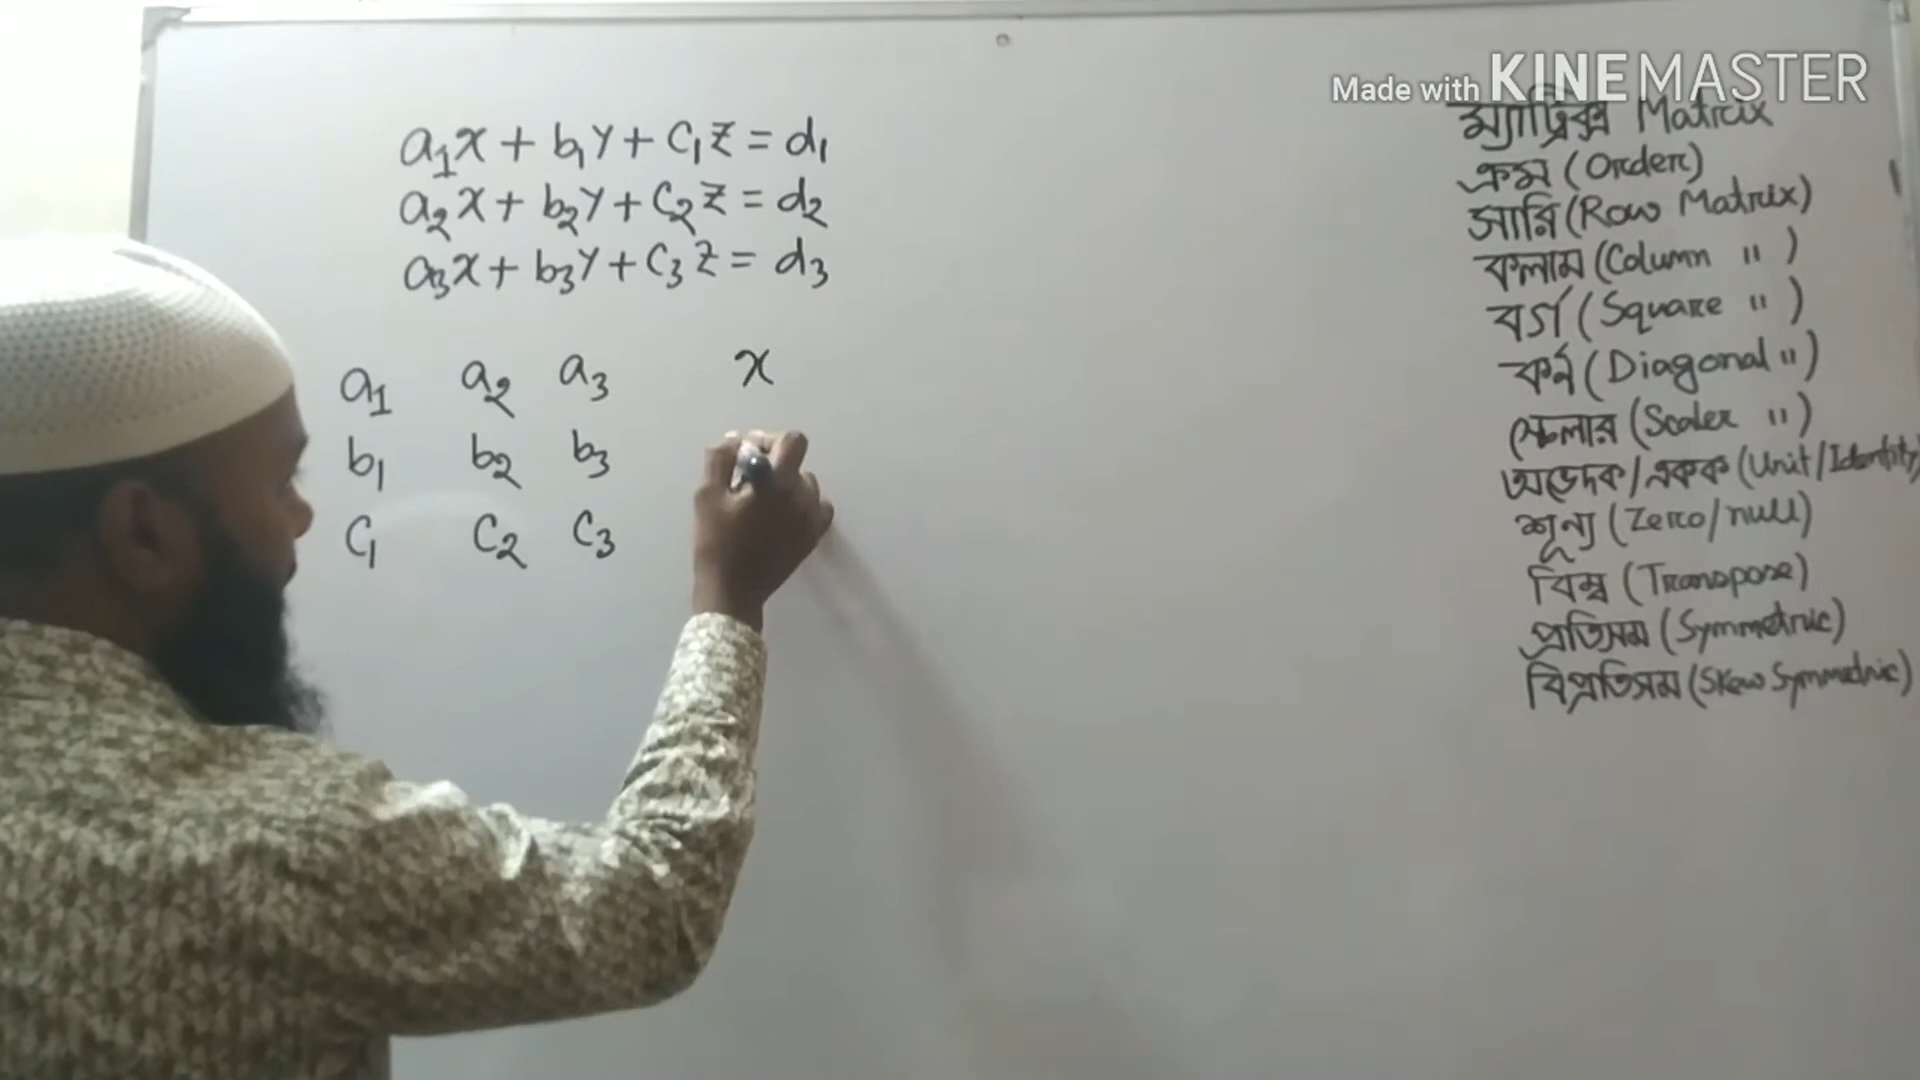 Made with KINEMASTER
a₁x + b₁y + c₁z = d₁
a₂x + b₂y + c₂z = d₂
a₃x + b₃y + c₃z = d₃
a₁ a₂ a₃ x
b₁ b₂ b₃
c₁ c₂ c₃
ম্যাট্রিক্স Matrix
ক্রম (Order)
সারি (Row Matrix)
কলাম (Column " )
বর্গ (Square " )
কর্ন (Diagonal ")
স্কেলার (Scaler ")
অভেদক/একক (Unit/Identity)
শূন্য (Zero/null)
বিম্ব (Transpose)
প্রতিসম (Symmetric)
বিপ্রতিসম (Skew Symmetric)